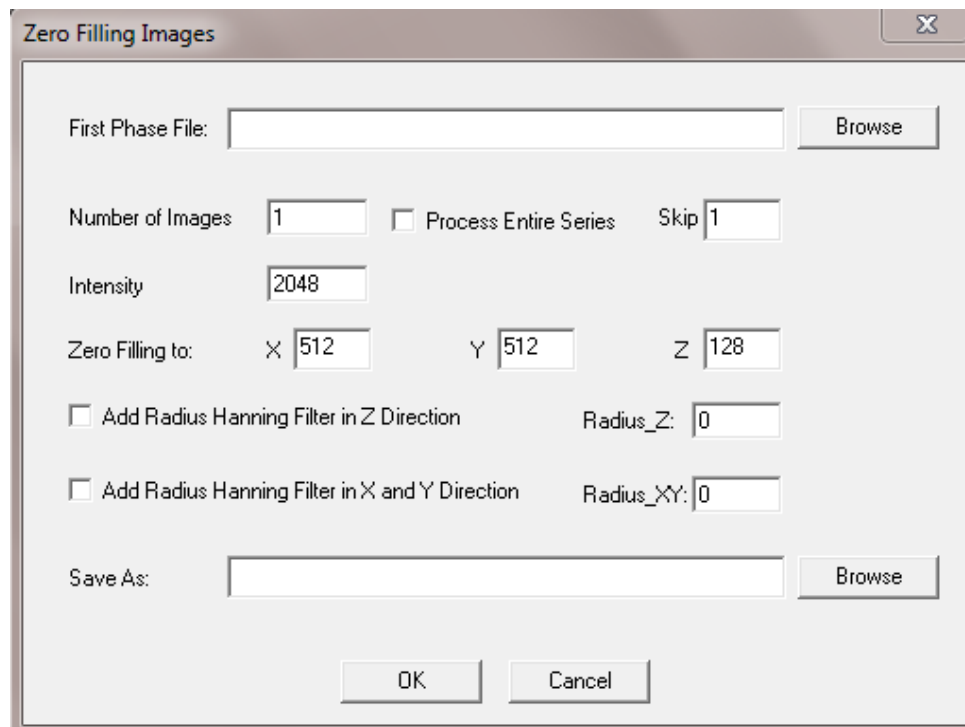 Zero Filling Images
First Phase File: Browse
Number of Images 1 Process Entire Series Skip 1
Intensity 2048
Zero Filling to: X 512 Y 512 Z 128
Add Radius Hanning Filter in Z Direction Radius_Z: 0
Add Radius Hanning Filter in X and Y Direction Radius_XY: 0
Save As: Browse
OK Cancel